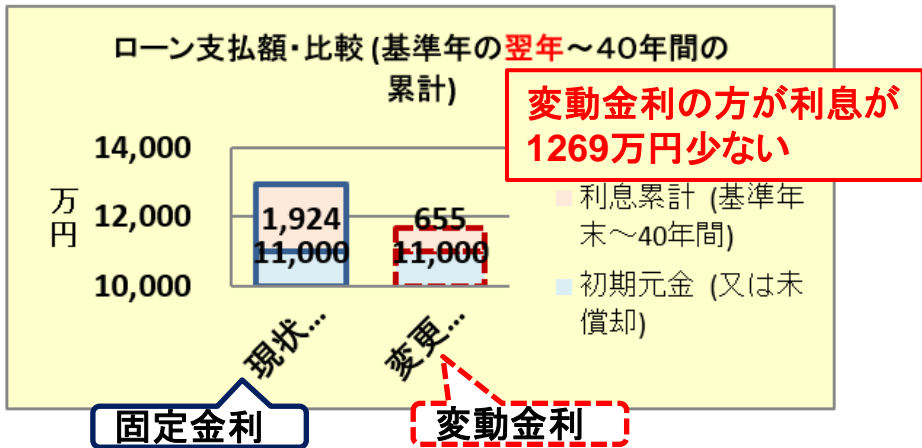 ローン支払額・比較 (基準年の翌年～40年間の
累計)
変動金利の方が利息が
1269万円少ない
万円
14,000
12,000
10,000
1,924
11,000
655
11,000
利息累計 (基準年
末～40年間)
初期元金 (又は未
償却)
現状…
変更…
固定金利
変動金利